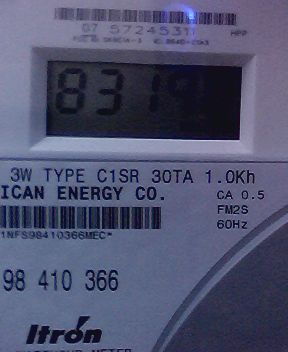 07 57245311
HPP
831
3W TYPE C1SR 30TA 1.0Kh
ICAN ENERGY CO.
CA 0.5
FM2S
60Hz
1NFS98410366MEC*
98 410 366
Itron